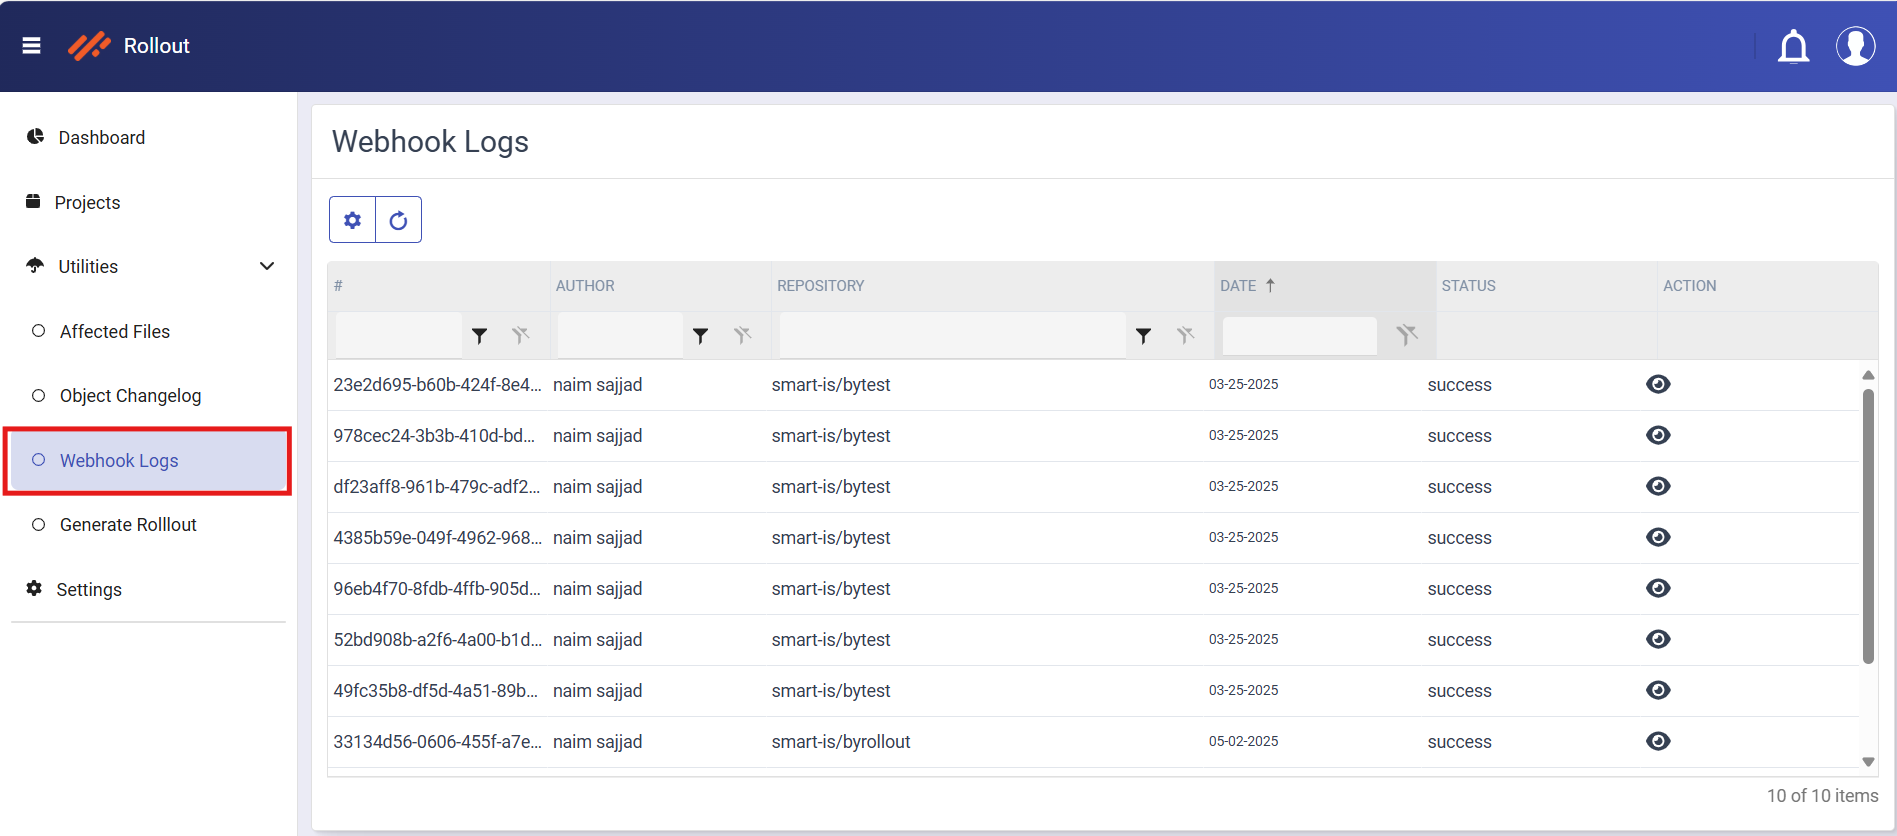 Rollout
Dashboard
Projects
Utilities
Affected Files
Object Changelog
Webhook Logs
Generate Rolllout
Settings
Webhook Logs
# AUTHOR REPOSITORY DATE STATUS ACTION
23e2d695-b60b-424f-8e4... naim sajjad smart-is/bytest 03-25-2025 success
978cec24-3b3b-410d-bd... naim sajjad smart-is/bytest 03-25-2025 success
df23aff8-961b-479c-adf2... naim sajjad smart-is/bytest 03-25-2025 success
4385b59e-049f-4962-968... naim sajjad smart-is/bytest 03-25-2025 success
96eb4f70-8fdb-4ffb-905d... naim sajjad smart-is/bytest 03-25-2025 success
52bd908b-a2f6-4a00-b1d... naim sajjad smart-is/bytest 03-25-2025 success
49fc35b8-df5d-4a51-89b... naim sajjad smart-is/bytest 03-25-2025 success
33134d56-0606-455f-a7e... naim sajjad smart-is/byrollout 05-02-2025 success
10 of 10 items